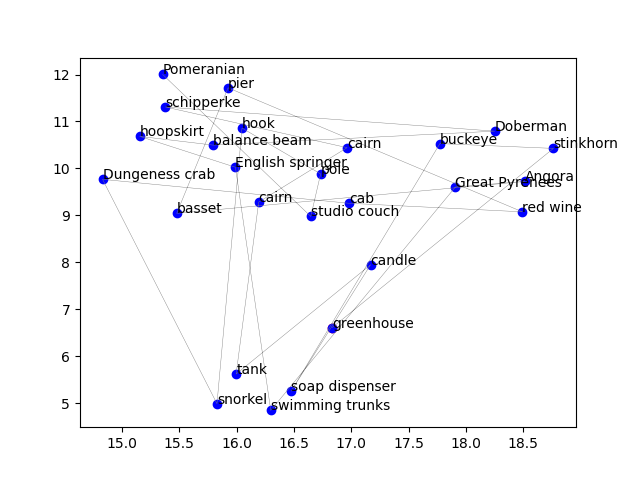 12
Pomeranian
pier
schipperke
11
hook
Doberman
hoopskirt
balance beam
cairn
buckeye
stinkhorn
10
English springer
pole
Dungeness crab
Great Pyrenees
Angora
9
basset
cairn
studio couch
cab
red wine
8
candle
7
greenhouse
6
tank
soap dispenser
5
snorkel
swimming trunks
15.0 15.5 16.0 16.5 17.0 17.5 18.0 18.5